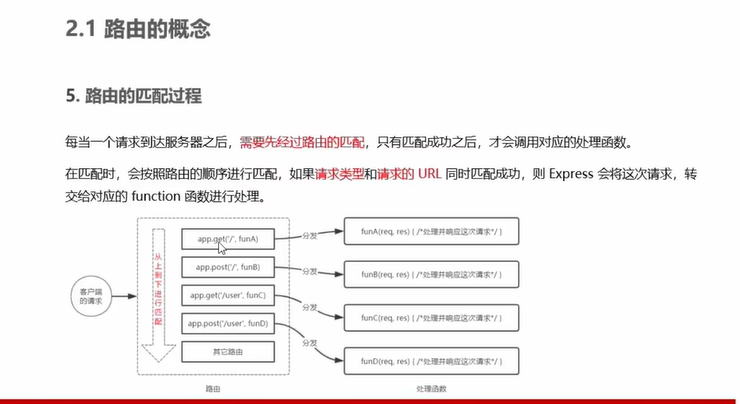 2.1 路由的概念
5. 路由的匹配过程
每当一个请求到达服务器之后，需要先经过路由的匹配，只有匹配成功之后，才会调用对应的处理函数。
在匹配时，会按照路由的顺序进行匹配，如果请求类型和请求的 URL 同时匹配成功，则 Express 会将这次请求，转
交给对应的 function 函数进行处理。
客户端
的请求
从上到下进行匹配
app.get('/', funA)
app.post('/', funB)
app.get('/user', funC)
app.post('/user', funD)
其它路由
分发
分发
分发
分发
funA(req, res) { /*处理并响应这次请求*/ }
funB(req, res) { /*处理并响应这次请求*/ }
funC(req, res) { /*处理并响应这次请求*/ }
funD(req, res) { /*处理并响应这次请求*/ }
路由
处理函数